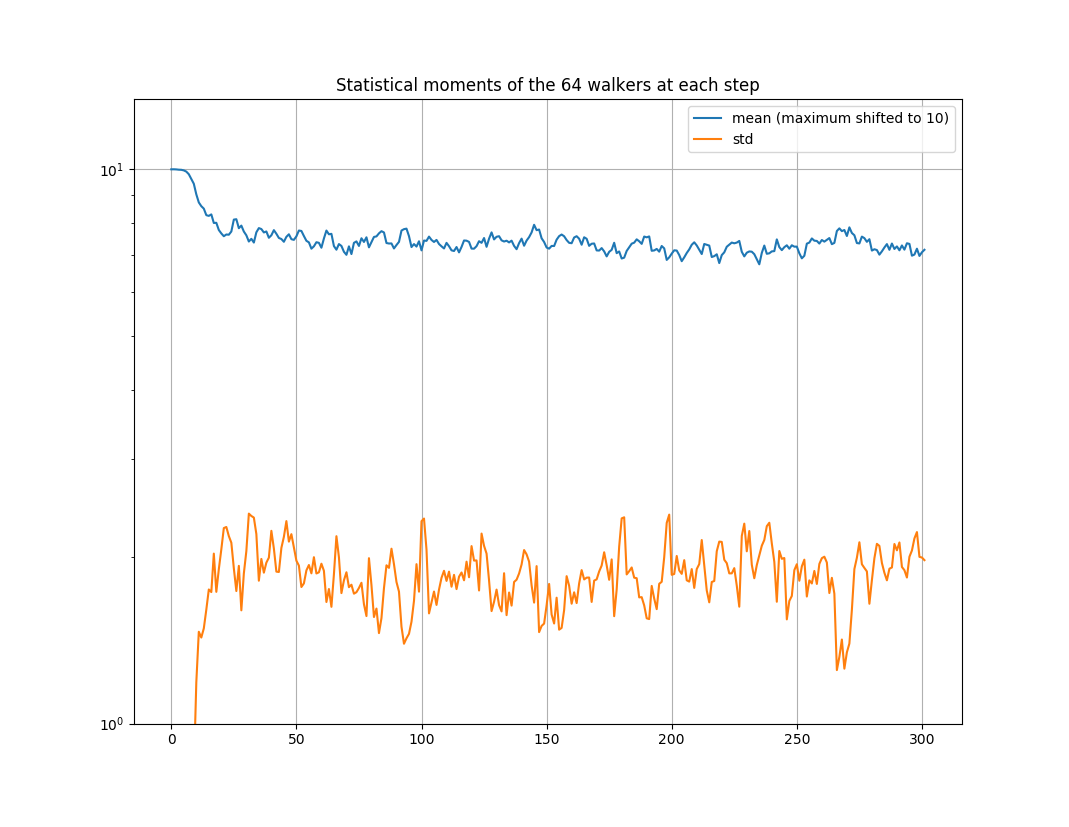 Statistical moments of the 64 walkers at each step
mean (maximum shifted to 10)
std
10¹
10⁰
0 50 100 150 200 250 300